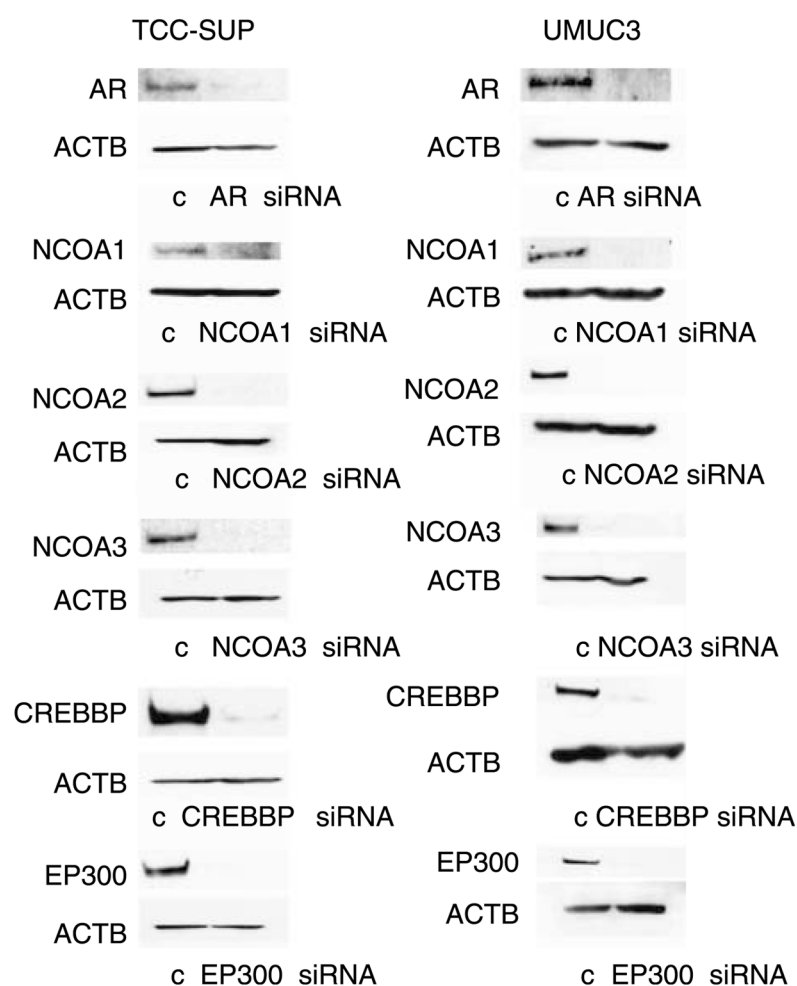 TCC-SUP UMUC3
AR AR
ACTB ACTB
c AR siRNA c AR siRNA
NCOA1 NCOA1
ACTB ACTB
c NCOA1 siRNA c NCOA1 siRNA
NCOA2 NCOA2
ACTB ACTB
c NCOA2 siRNA c NCOA2 siRNA
NCOA3 NCOA3
ACTB ACTB
c NCOA3 siRNA c NCOA3 siRNA
CREBBP CREBBP
ACTB ACTB
c CREBBP siRNA c CREBBP siRNA
EP300 EP300
ACTB ACTB
c EP300 siRNA c EP300 siRNA